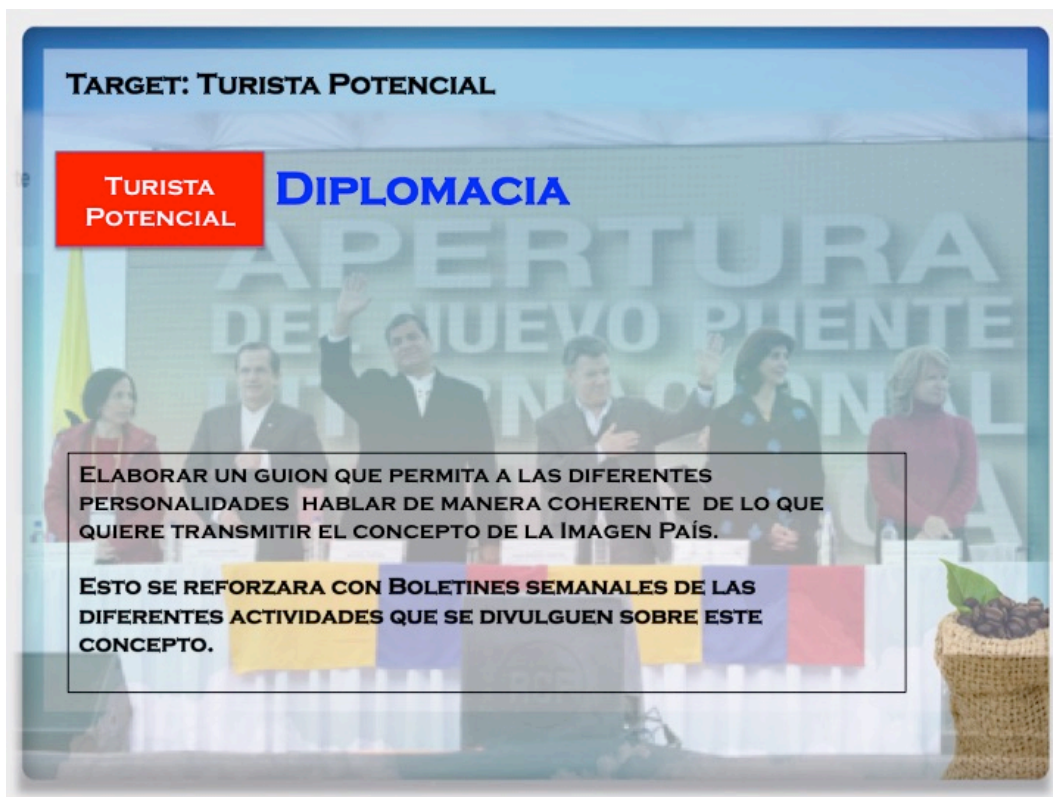 TARGET: TURISTA POTENCIAL
TURISTA
POTENCIAL
DIPLOMACIA
APERTURA
DEL NUEVO PUENTE
INTERNACIONAL
ELABORAR UN GUION QUE PERMITA A LAS DIFERENTES
PERSONALIDADES HABLAR DE MANERA COHERENTE DE LO QUE
QUIERE TRANSMITIR EL CONCEPTO DE LA IMAGEN PAÍS.
ESTO SE REFORZARA CON BOLETINES SEMANALES DE LAS
DIFERENTES ACTIVIDADES QUE SE DIVULGUEN SOBRE ESTE
CONCEPTO.